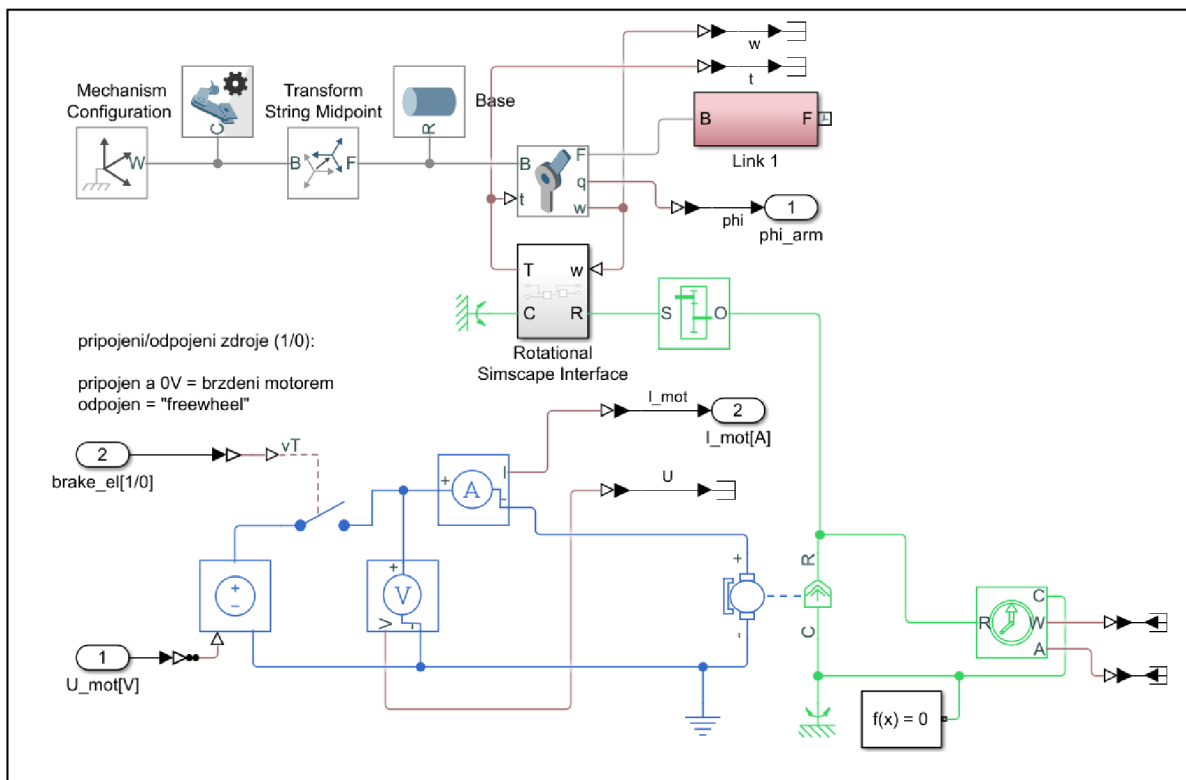 w
t
Mechanism
Configuration
Transform
String Midpoint
Base
W
C
B
F
R
B
F
q
w
t
B
F
Link 1
phi
1
phi_arm
T
w
C
R
Rotational
Simscape Interface
S
O
pripojeni/odpojeni zdroje (1/0):
pripojen a 0V = brzdeni motorem
odpojen = "freewheel"
2
brake_el[1/0]
vT
I_mot
2
I_mot[A]
+
A
I
-
U
+
-
+
V
V
-
+
-
R
C
R
C
W
A
1
U_mot[V]
f(x) = 0